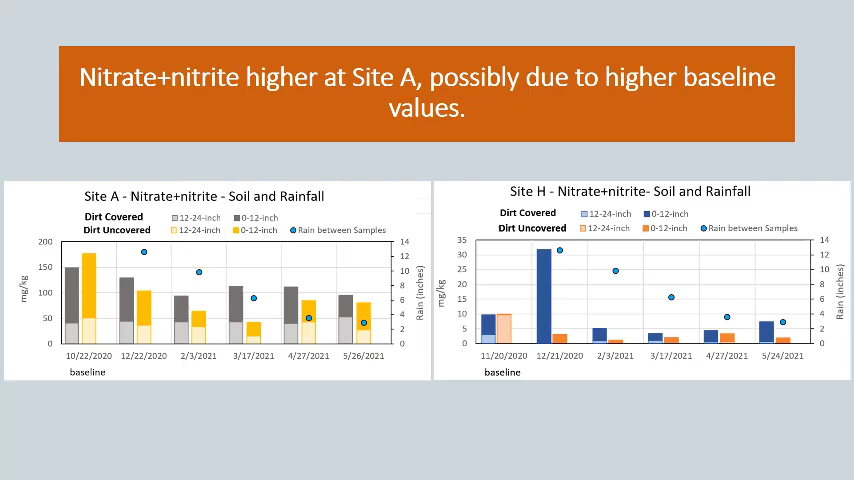 Nitrate+nitrite higher at Site A, possibly due to higher baseline
values.
Site A - Nitrate+nitrite - Soil and Rainfall
Dirt Covered 12-24-inch 0-12-inch
Dirt Uncovered 12-24-inch 0-12-inch Rain between Samples
200
150
100
50
0
mg/kg
14
12
10
8
6
4
2
0
Rain (inches)
10/22/2020 12/22/2020 2/3/2021 3/17/2021 4/27/2021 5/26/2021
baseline
Site H - Nitrate+nitrite- Soil and Rainfall
Dirt Covered 12-24-inch 0-12-inch
Dirt Uncovered 12-24-inch 0-12-inch Rain between Samples
35
30
25
20
15
10
5
0
mg/kg
14
12
10
8
6
4
2
0
Rain (inches)
11/20/2020 12/21/2020 2/3/2021 3/17/2021 4/27/2021 5/24/2021
baseline